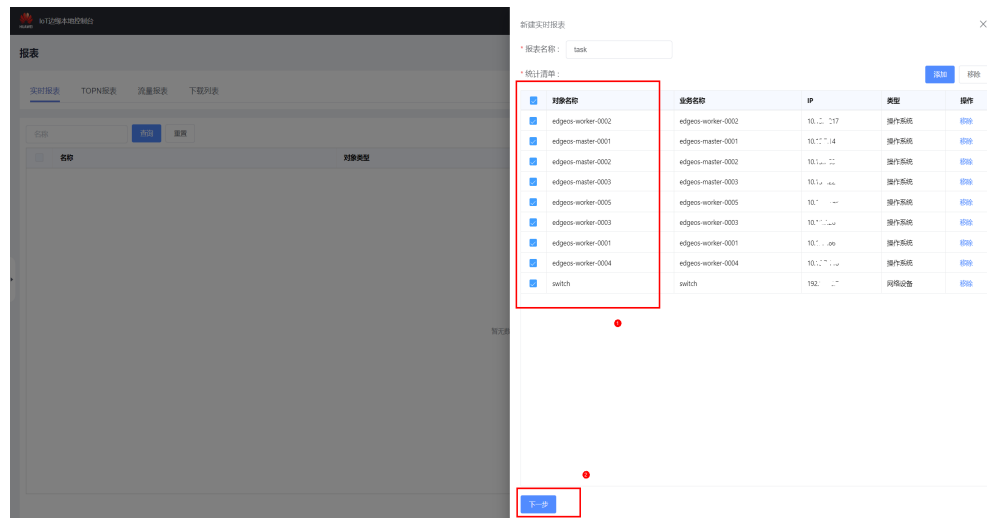 HUAWEI IoT边缘本地控制台
报表
实时报表 TOPN报表 流量报表 下载列表
名称 查询 重置
名称 对象类型
新建实时报表
* 报表名称： task
* 统计清单：
添加 移除
对象名称 业务名称 IP 类型 操作
edgeos-worker-0002 edgeos-worker-0002 操作系统 移除
edgeos-master-0001 edgeos-master-0001 操作系统 移除
edgeos-master-0002 edgeos-master-0002 操作系统 移除
edgeos-master-0003 edgeos-master-0003 操作系统 移除
edgeos-worker-0005 edgeos-worker-0005 操作系统 移除
edgeos-worker-0003 edgeos-worker-0003 操作系统 移除
edgeos-worker-0001 edgeos-worker-0001 操作系统 移除
edgeos-worker-0004 edgeos-worker-0004 操作系统 移除
switch switch 网络设备 移除
1
暂无
2
下一步